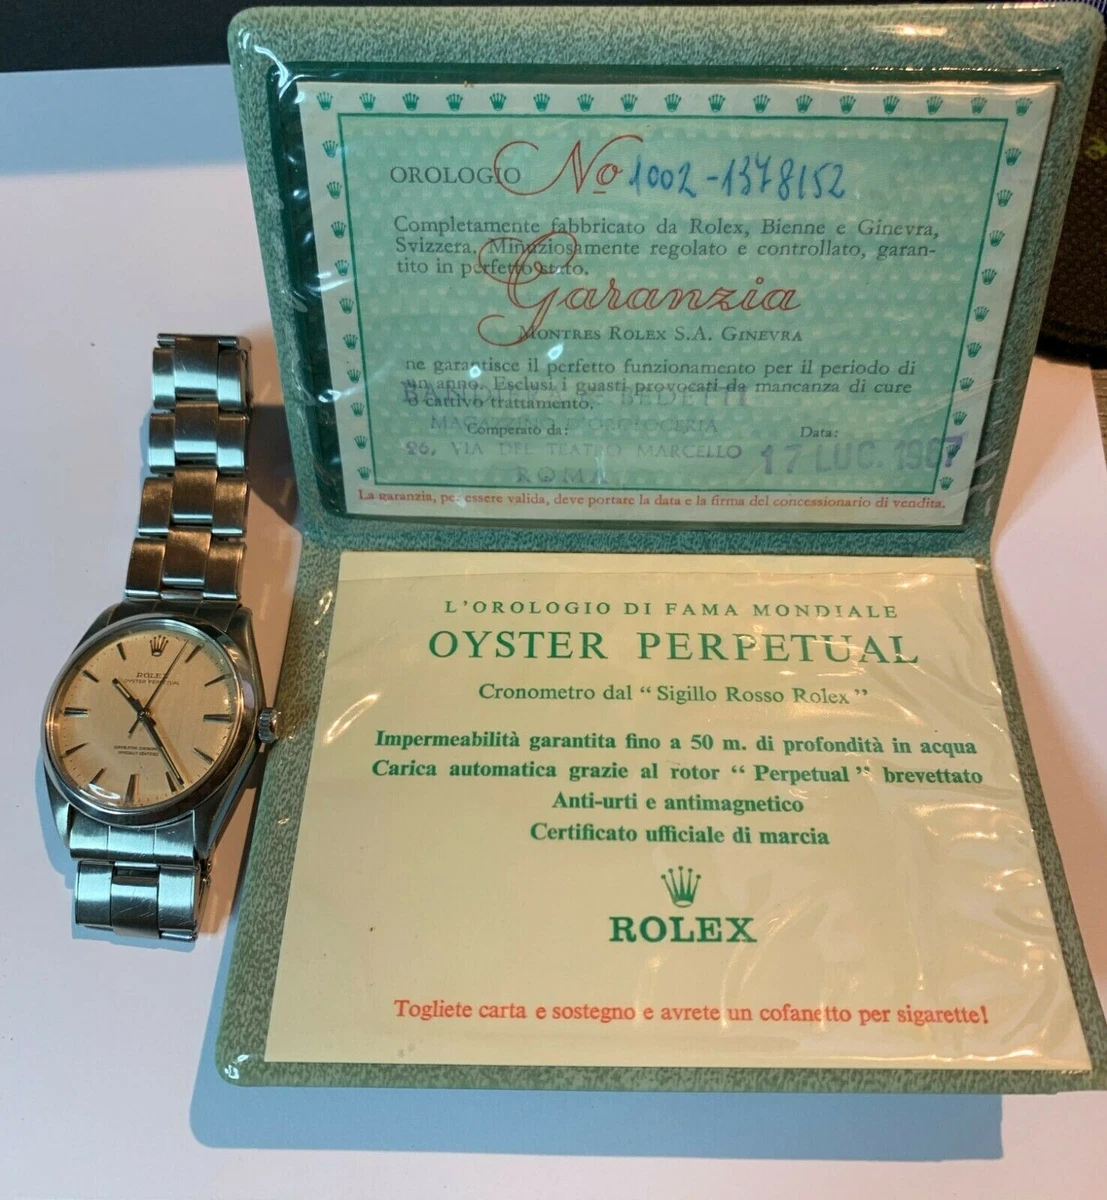 OROLOGIO No 1002-1378152
Completamente fabbricato da Rolex, Bienne e Ginevra,
Svizzera. Minuziosamente regolato e controllato, garan-
tito in perfetto stato.
Garanzia
MONTRES ROLEX S.A. GINEVRA
ne garantisce il perfetto funzionamento per il periodo di
un anno. Esclusi i guasti provocati da mancanza di cure
o cattivo trattamento.
BEDETTI
Comperato da:
Data:
26, VIA DEL TEATRO MARCELLO
17 LUG. 1967
ROMA
La garanzia, per essere valida, deve portare la data e la firma del concessionario di vendita.
L'OROLOGIO DI FAMA MONDIALE
OYSTER PERPETUAL
Cronometro dal “Sigillo Rosso Rolex”
Impermeabilità garantita fino a 50 m. di profondità in acqua
Carica automatica grazie al rotor “Perpetual” brevettato
Anti-urti e antimagnetico
Certificato ufficiale di marcia
ROLEX
Togliete carta e sostegno e avrete un cofanetto per sigarette!
ROLEX
OYSTER PERPETUAL